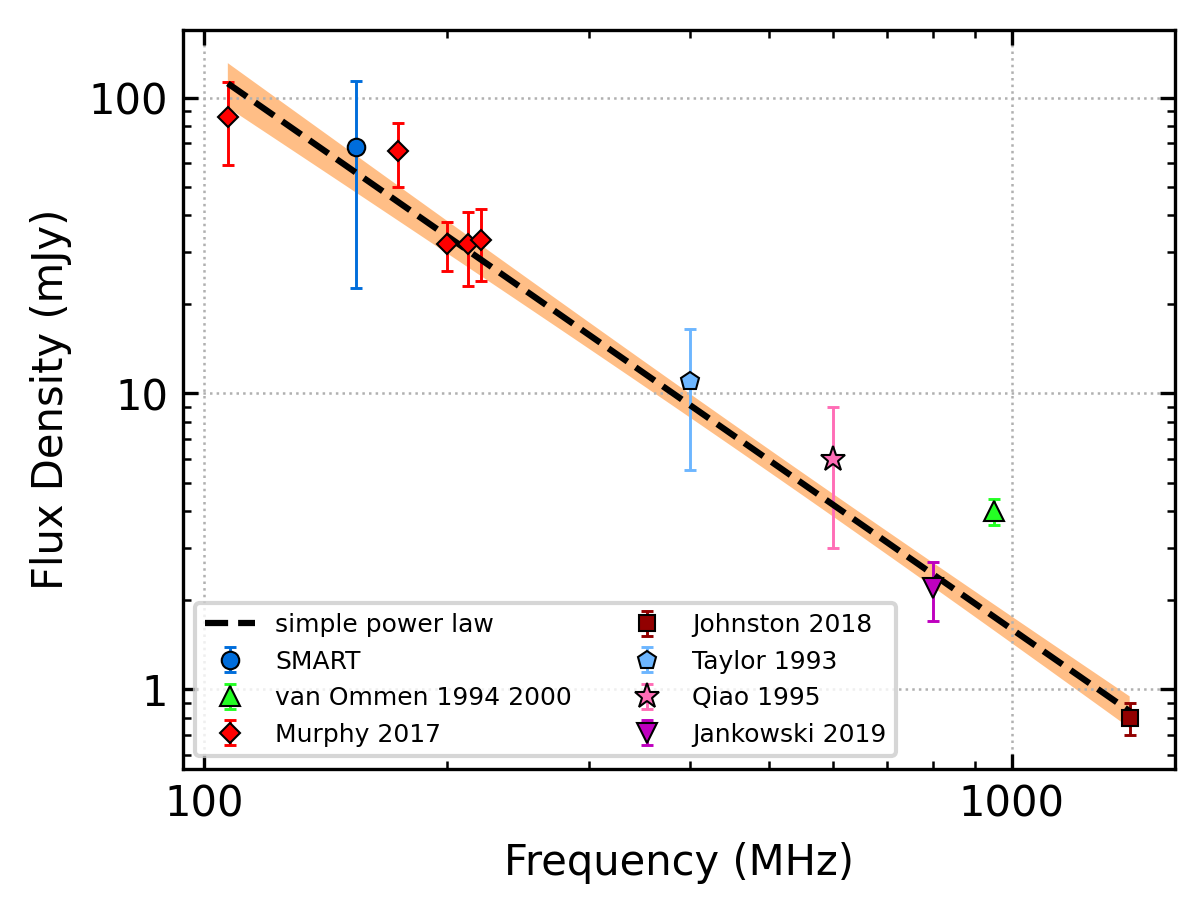 100
10
1
Flux Density (mJy)
simple power law
SMART
van Ommen 1994 2000
Murphy 2017
Johnston 2018
Taylor 1993
Qiao 1995
Jankowski 2019
100
1000
Frequency (MHz)